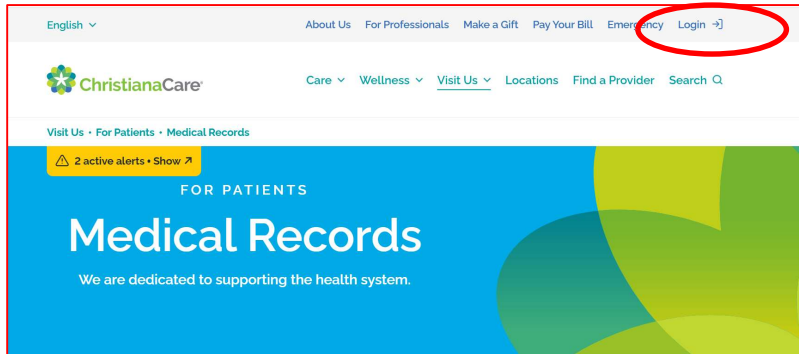 English
About Us For Professionals Make a Gift Pay Your Bill Emergency Login
ChristianaCare
Care Wellness Visit Us Locations Find a Provider Search
Visit Us • For Patients • Medical Records
2 active alerts • Show
FOR PATIENTS
Medical Records
We are dedicated to supporting the health system.